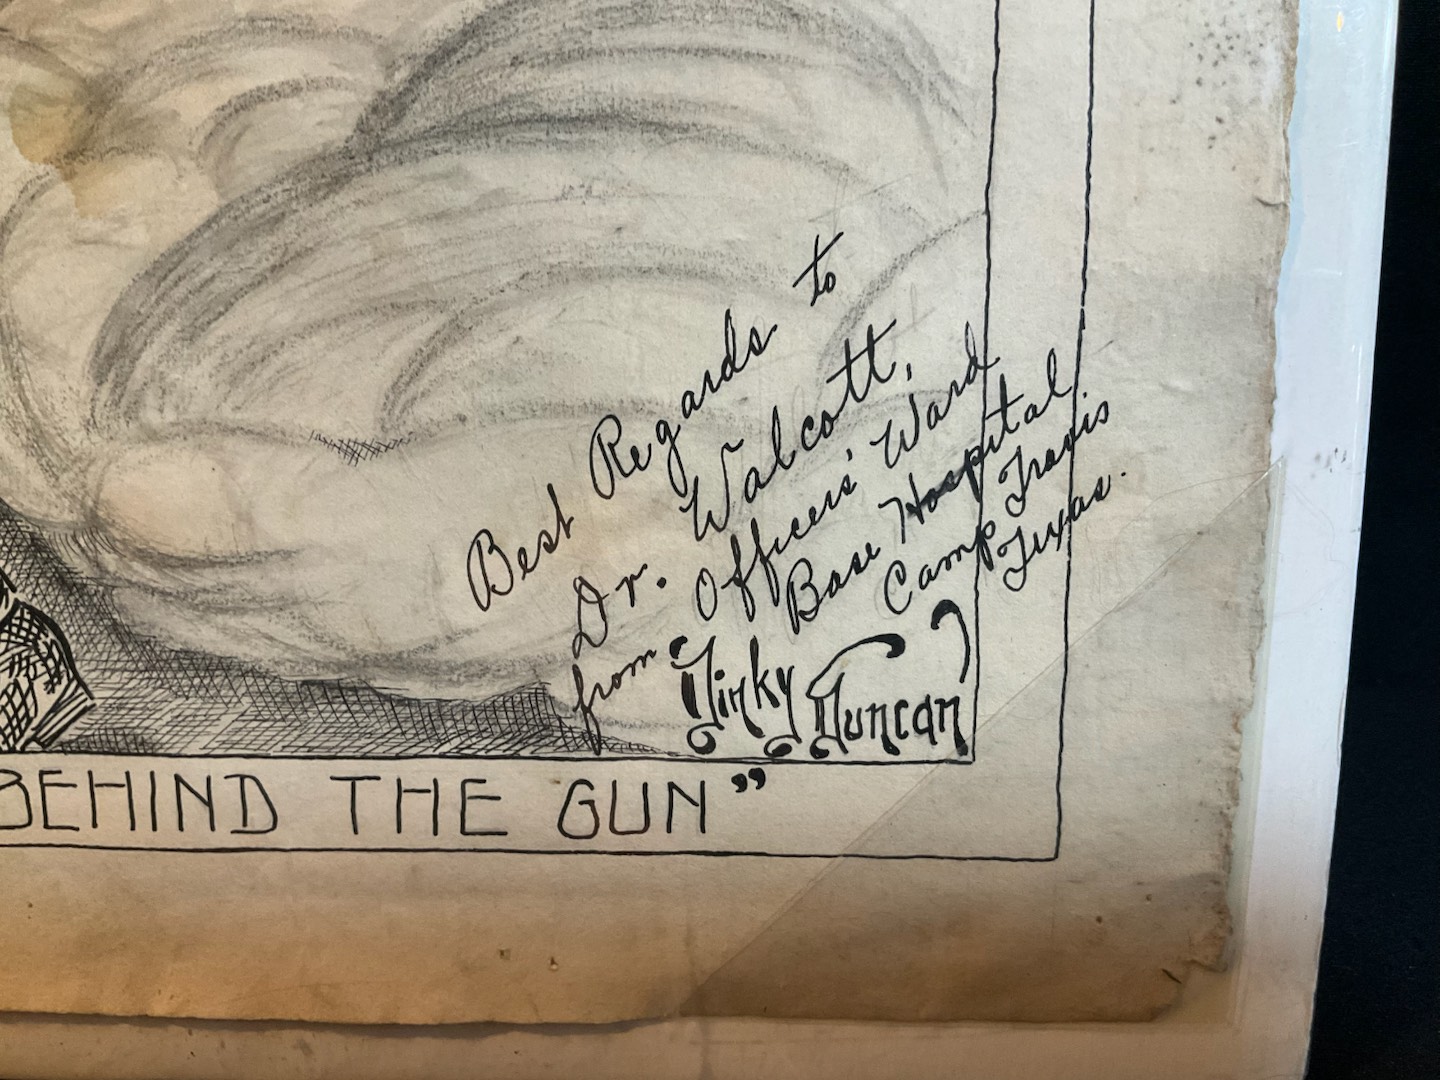 Best Regards to
Dr. Walcott,
Officers' Ward
Base Hospital
Camp Travis
Texas.
from Tinky Duncan
BEHIND THE GUN”